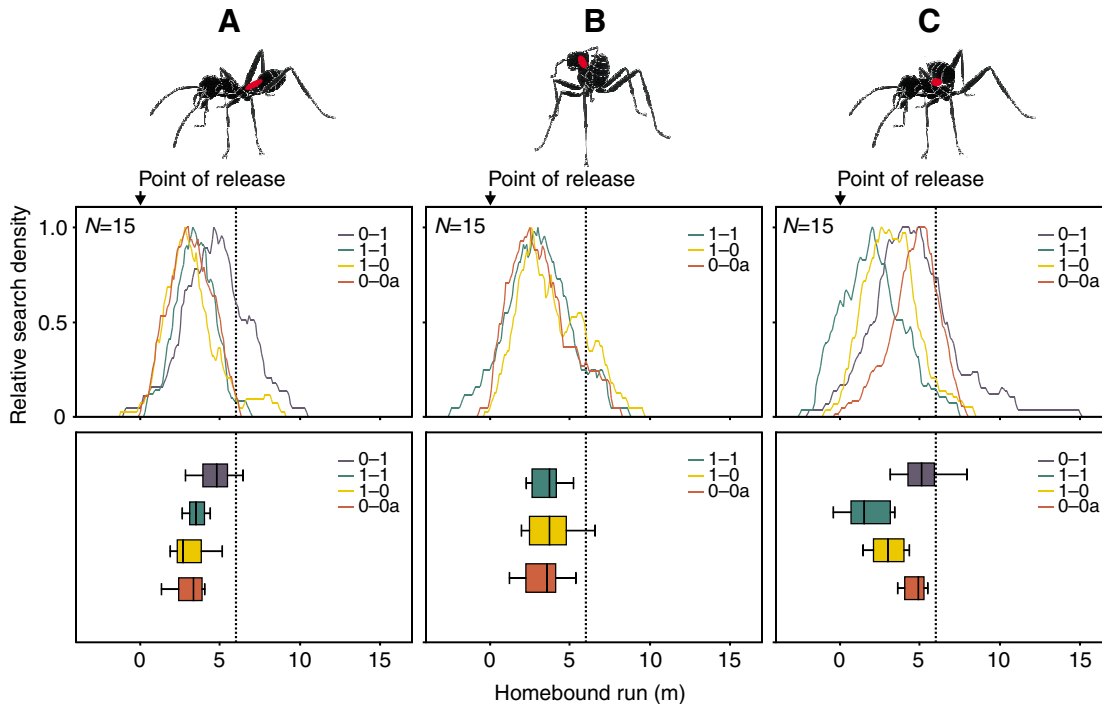 A
B
C
Point of release
Point of release
Point of release
Relative search density
1.0
0.5
0
N=15
0–1
1–1
1–0
0–0a
N=15
1–1
1–0
0–0a
N=15
0–1
1–1
1–0
0–0a
0–1
1–1
1–0
0–0a
1–1
1–0
0–0a
0–1
1–1
1–0
0–0a
0 5 10 15
0 5 10 15
0 5 10 15
Homebound run (m)